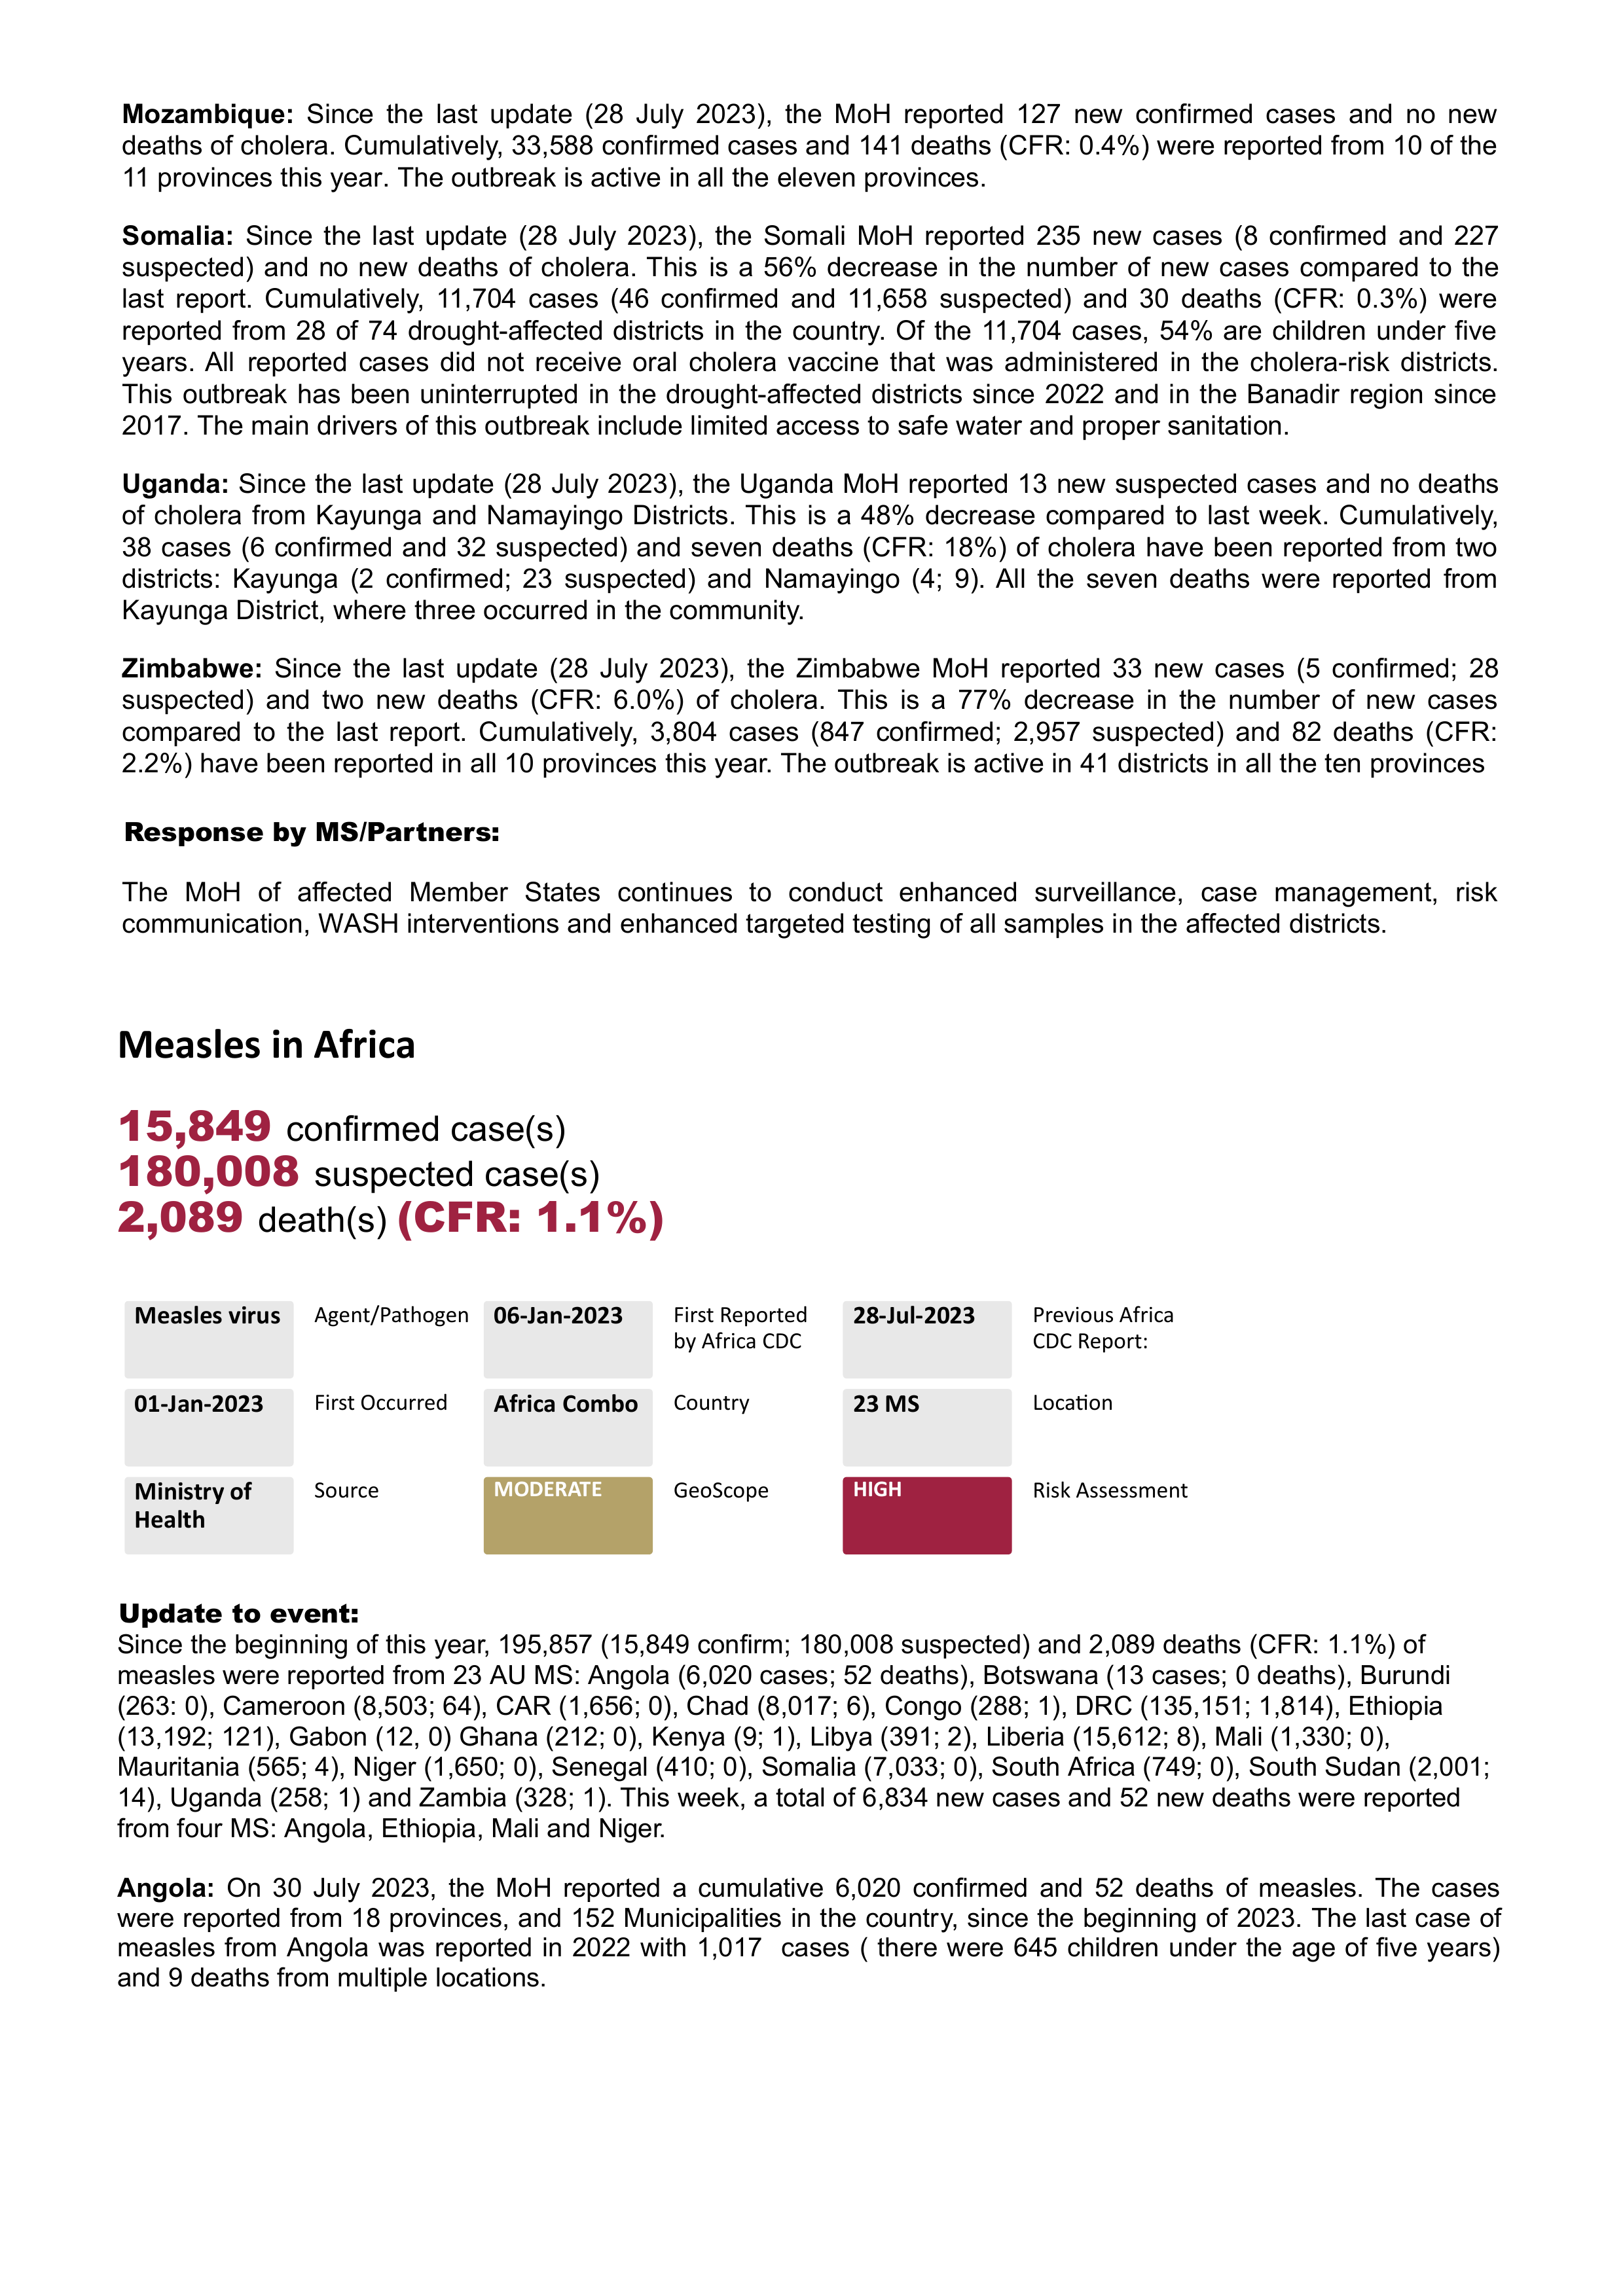 Mozambique: Since the last update (28 July 2023), the MoH reported 127 new confirmed cases and no new
deaths of cholera. Cumulatively, 33,588 confirmed cases and 141 deaths (CFR: 0.4%) were reported from 10 of the
11 provinces this year. The outbreak is active in all the eleven provinces.
Somalia: Since the last update (28 July 2023), the Somali MoH reported 235 new cases (8 confirmed and 227
suspected) and no new deaths of cholera. This is a 56% decrease in the number of new cases compared to the
last report. Cumulatively, 11,704 cases (46 confirmed and 11,658 suspected) and 30 deaths (CFR: 0.3%) were
reported from 28 of 74 drought-affected districts in the country. Of the 11,704 cases, 54% are children under five
years. All reported cases did not receive oral cholera vaccine that was administered in the cholera-risk districts.
This outbreak has been uninterrupted in the drought-affected districts since 2022 and in the Banadir region since
2017. The main drivers of this outbreak include limited access to safe water and proper sanitation.
Uganda: Since the last update (28 July 2023), the Uganda MoH reported 13 new suspected cases and no deaths
of cholera from Kayunga and Namayingo Districts. This is a 48% decrease compared to last week. Cumulatively,
38 cases (6 confirmed and 32 suspected) and seven deaths (CFR: 18%) of cholera have been reported from two
districts: Kayunga (2 confirmed; 23 suspected) and Namayingo (4; 9). All the seven deaths were reported from
Kayunga District, where three occurred in the community.
Zimbabwe: Since the last update (28 July 2023), the Zimbabwe MoH reported 33 new cases (5 confirmed; 28
suspected) and two new deaths (CFR: 6.0%) of cholera. This is a 77% decrease in the number of new cases
compared to the last report. Cumulatively, 3,804 cases (847 confirmed; 2,957 suspected) and 82 deaths (CFR:
2.2%) have been reported in all 10 provinces this year. The outbreak is active in 41 districts in all the ten provinces
Response by MS/Partners:
The MoH of affected Member States continues to conduct enhanced surveillance, case management, risk
communication, WASH interventions and enhanced targeted testing of all samples in the affected districts.
Measles in Africa
15,849 confirmed case(s)
180,008 suspected case(s)
2,089 death(s) (CFR: 1.1%)
Measles virus Agent/Pathogen 06-Jan-2023 First Reported 28-Jul-2023 Previous Africa
by Africa CDC CDC Report:
01-Jan-2023 First Occurred Africa Combo Country 23 MS Location
Ministry of Source MODERATE GeoScope HIGH Risk Assessment
Health
Update to event:
Since the beginning of this year, 195,857 (15,849 confirm; 180,008 suspected) and 2,089 deaths (CFR: 1.1%) of
measles were reported from 23 AU MS: Angola (6,020 cases; 52 deaths), Botswana (13 cases; 0 deaths), Burundi
(263: 0), Cameroon (8,503; 64), CAR (1,656; 0), Chad (8,017; 6), Congo (288; 1), DRC (135,151; 1,814), Ethiopia
(13,192; 121), Gabon (12, 0) Ghana (212; 0), Kenya (9; 1), Libya (391; 2), Liberia (15,612; 8), Mali (1,330; 0),
Mauritania (565; 4), Niger (1,650; 0), Senegal (410; 0), Somalia (7,033; 0), South Africa (749; 0), South Sudan (2,001;
14), Uganda (258; 1) and Zambia (328; 1). This week, a total of 6,834 new cases and 52 new deaths were reported
from four MS: Angola, Ethiopia, Mali and Niger.
Angola: On 30 July 2023, the MoH reported a cumulative 6,020 confirmed and 52 deaths of measles. The cases
were reported from 18 provinces, and 152 Municipalities in the country, since the beginning of 2023. The last case of
measles from Angola was reported in 2022 with 1,017 cases ( there were 645 children under the age of five years)
and 9 deaths from multiple locations.